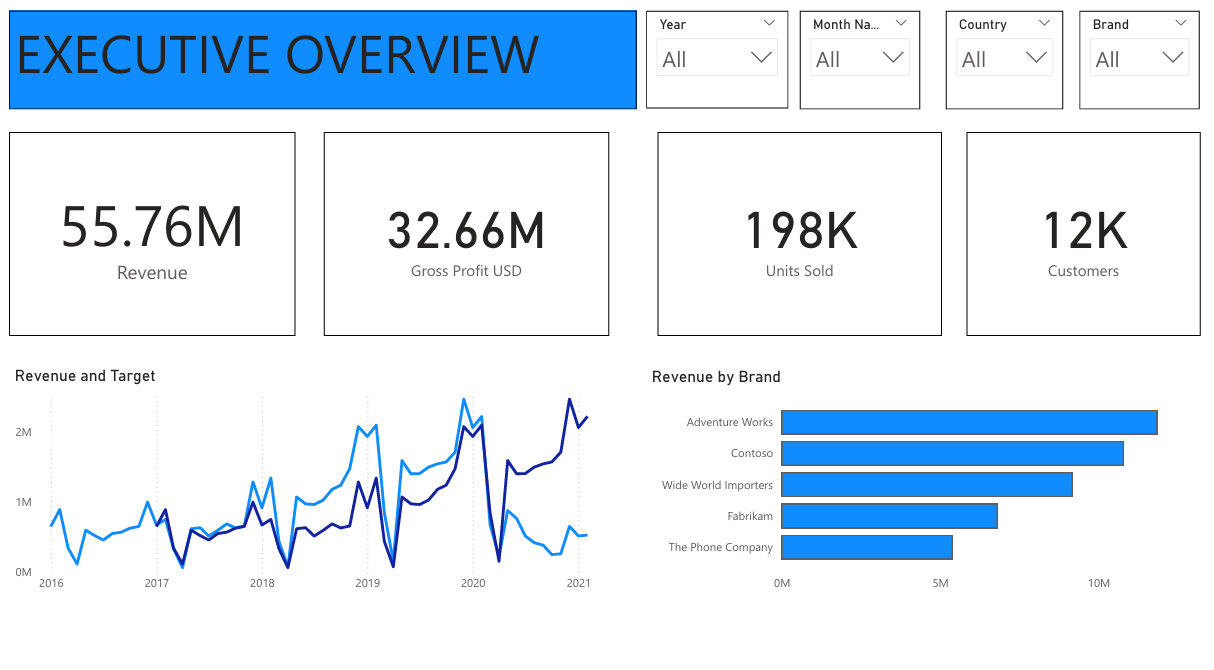 EXECUTIVE OVERVIEW
Year
All
Month Na...
All
Country
All
Brand
All
55.76M
Revenue
32.66M
Gross Profit USD
198K
Units Sold
12K
Customers
Revenue and Target
2M
1M
0M
2016 2017 2018 2019 2020 2021
Revenue by Brand
Adventure Works
Contoso
Wide World Importers
Fabrikam
The Phone Company
0M 5M 10M